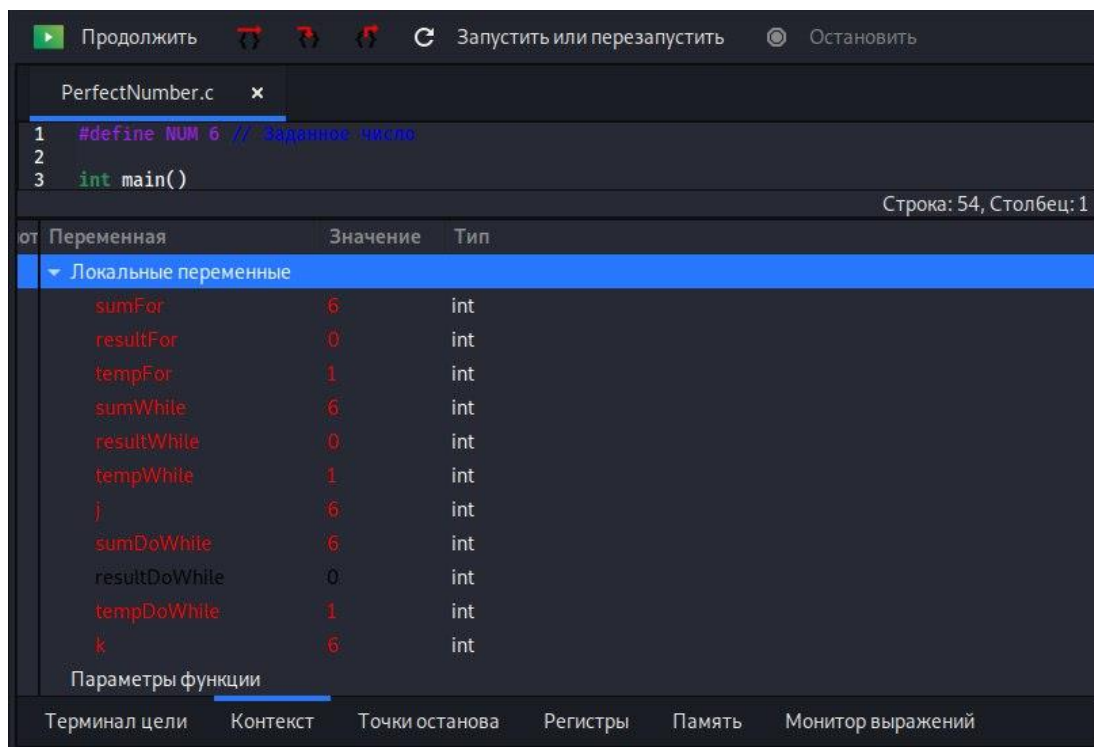 Продолжить Запустить или перезапустить Остановить
PerfectNumber.c ×
1 #define NUM 6 // Заданное число
2
3 int main()
Строка: 54, Столбец: 1
от Переменная Значение Тип
Локальные переменные
sumFor 6 int
resultFor 0 int
tempFor 1 int
sumWhile 6 int
resultWhile 0 int
tempWhile 1 int
j 6 int
sumDoWhile 6 int
resultDoWhile 0 int
tempDoWhile 1 int
k 6 int
Параметры функции
Терминал цели Контекст Точки останова Регистры Память Монитор выражений